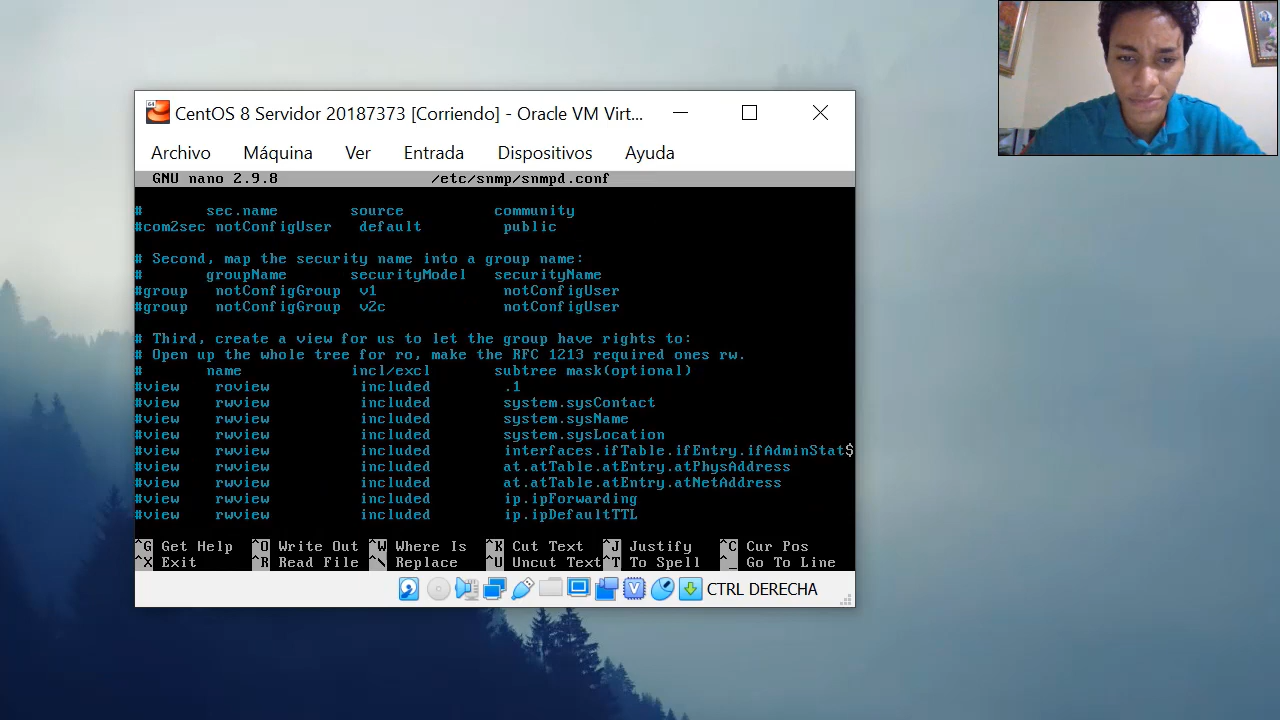 64
CentOS 8 Servidor 20187373 [Corriendo] - Oracle VM Virt...
Archivo Máquina Ver Entrada Dispositivos Ayuda
GNU nano 2.9.8 /etc/snmp/snmpd.conf
# sec.name source community
#com2sec notConfigUser default public
# Second, map the security name into a group name:
# groupName securityModel securityName
#group notConfigGroup v1 notConfigUser
#group notConfigGroup v2c notConfigUser
# Third, create a view for us to let the group have rights to:
# Open up the whole tree for ro, make the RFC 1213 required ones rw.
# name incl/excl subtree mask(optional)
#view roview included .1
#view rwview included system.sysContact
#view rwview included system.sysName
#view rwview included system.sysLocation
#view rwview included interfaces.ifTable.ifEntry.ifAdminStat$
#view rwview included at.atTable.atEntry.atPhysAddress
#view rwview included at.atTable.atEntry.atNetAddress
#view rwview included ip.ipForwarding
#view rwview included ip.ipDefaultTTL
^G Get Help ^O Write Out ^W Where Is ^K Cut Text ^J Justify ^C Cur Pos
^X Exit ^R Read File ^\ Replace ^U Uncut Text ^T To Spell ^_ Go To Line
V CTRL DERECHA